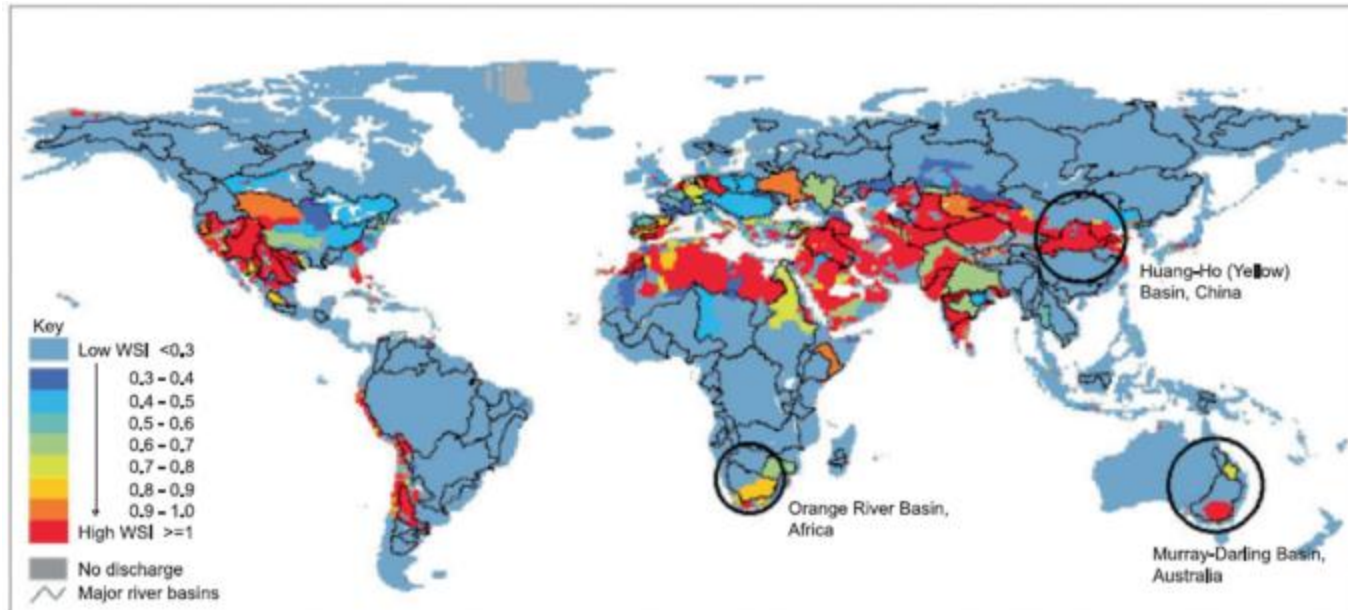 Key
Low WSI <0.3
0.3 – 0.4
0.4 – 0.5
0.5 – 0.6
0.6 – 0.7
0.7 – 0.8
0.8 – 0.9
0.9 – 1.0
High WSI >=1
No discharge
Major river basins
Orange River Basin,
Africa
Huang-Ho (Yellow)
Basin, China
Murray-Darling Basin,
Australia